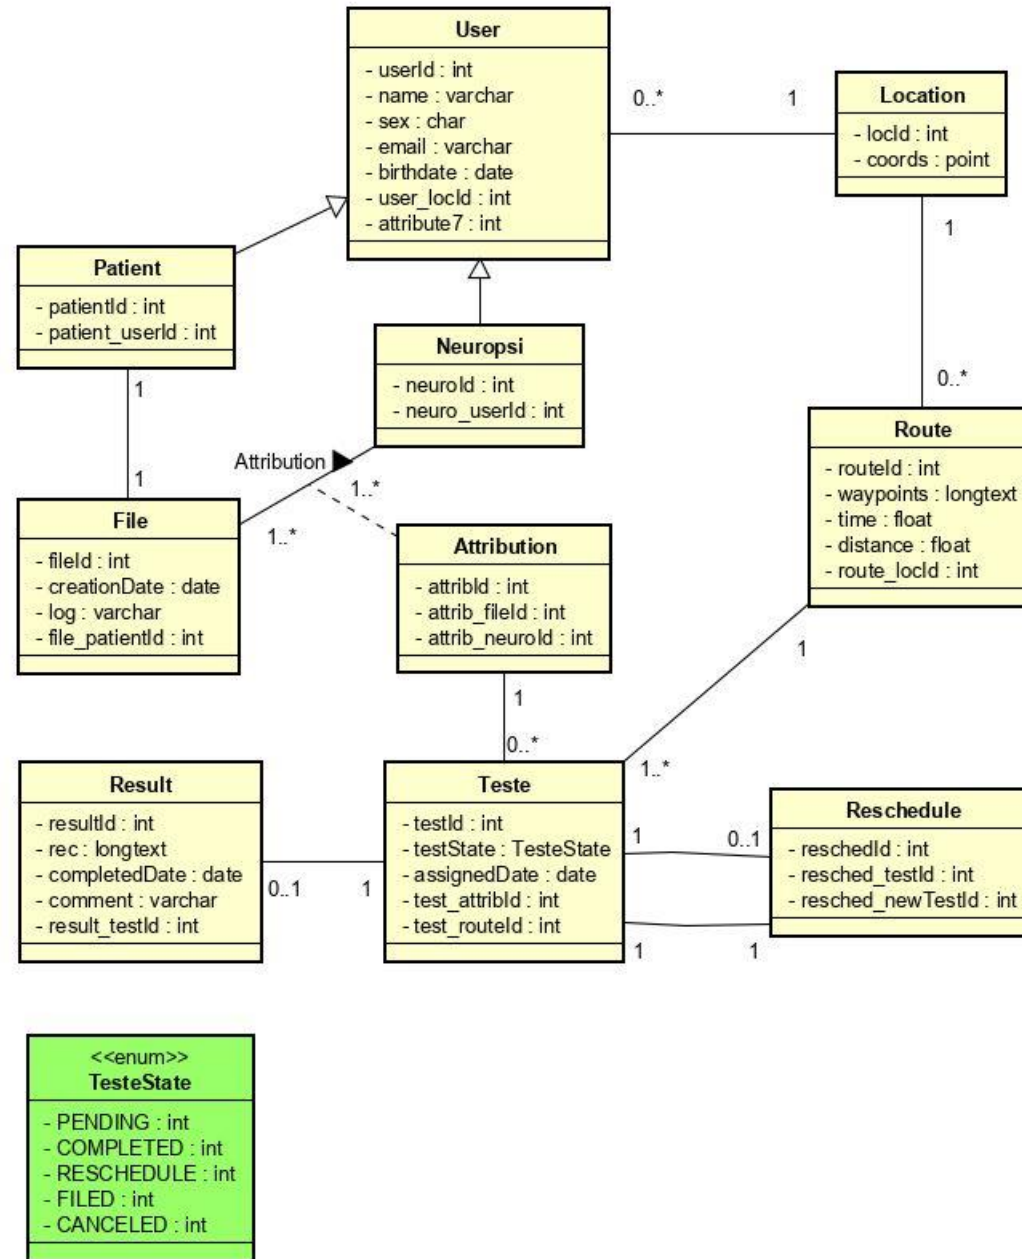 User
- userId : int
- name : varchar
- sex : char
- email : varchar
- birthdate : date
- user_locId : int
- attribute7 : int
0..*
1
Location
- locId : int
- coords : point
1
0..*
Patient
- patientId : int
- patient_userId : int
1
1
Neuropsi
- neuroId : int
- neuro_userId : int
Attribution
1..*
1..*
File
- fileId : int
- creationDate : date
- log : varchar
- file_patientId : int
Attribution
- attribId : int
- attrib_fileId : int
- attrib_neuroId : int
1
0..*
Route
- routeId : int
- waypoints : longtext
- time : float
- distance : float
- route_locId : int
1
1..*
Result
- resultId : int
- rec : longtext
- completedDate : date
- comment : varchar
- result_testId : int
0..1
1
Teste
- testId : int
- testState : TesteState
- assignedDate : date
- test_attribId : int
- test_routeId : int
1
0..1
1
1
Reschedule
- reschedId : int
- resched_testId : int
- resched_newTestId : int
<<enum>>
TesteState
- PENDING : int
- COMPLETED : int
- RESCHEDULE : int
- FILED : int
- CANCELED : int